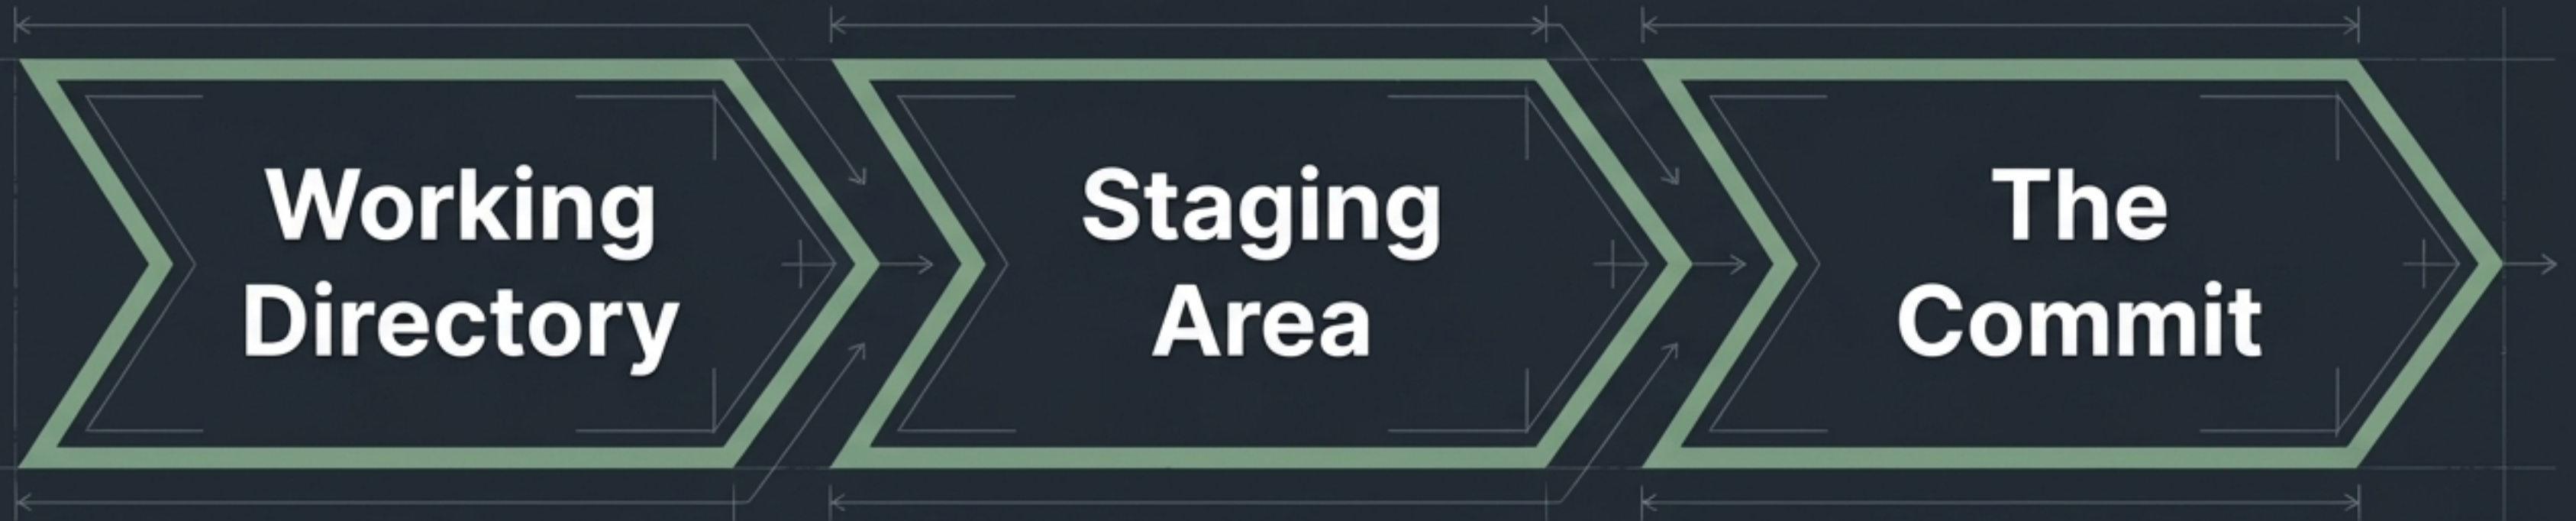 Working
Directory
Staging
Area
The
Commit